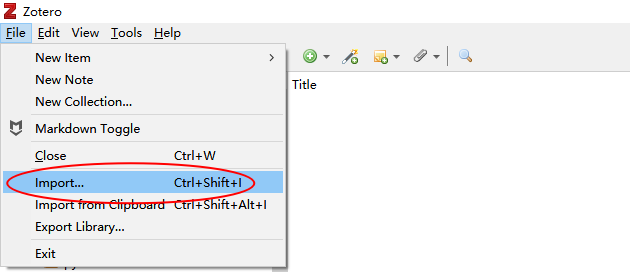 Zotero
File Edit View Tools Help
New Item
New Note
New Collection...
Markdown Toggle
Close Ctrl+W
Import... Ctrl+Shift+I
Import from Clipboard Ctrl+Shift+Alt+I
Export Library...
Exit
Title